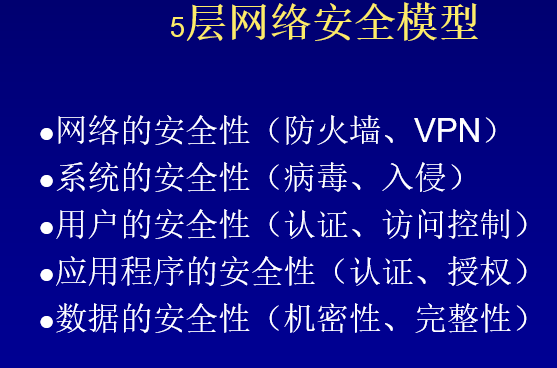 5层网络安全模型
●网络的安全性（防火墙、VPN）
●系统的安全性（病毒、入侵）
●用户的安全性（认证、访问控制）
●应用程序的安全性（认证、授权）
●数据的安全性（机密性、完整性）